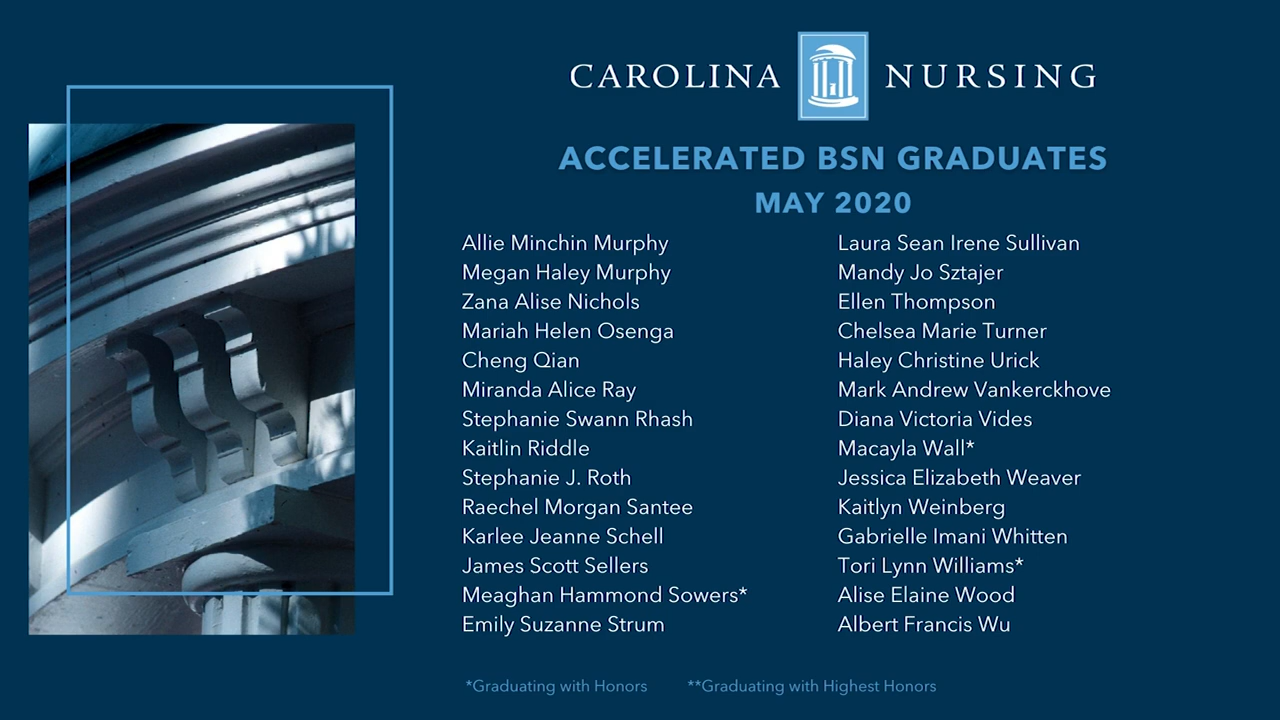 CAROLINA NURSING
ACCELERATED BSN GRADUATES
MAY 2020
Allie Minchin Murphy
Megan Haley Murphy
Zana Alise Nichols
Mariah Helen Osenga
Cheng Qian
Miranda Alice Ray
Stephanie Swann Rhash
Kaitlin Riddle
Stephanie J. Roth
Raechel Morgan Santee
Karlee Jeanne Schell
James Scott Sellers
Meaghan Hammond Sowers*
Emily Suzanne Strum
Laura Sean Irene Sullivan
Mandy Jo Sztajer
Ellen Thompson
Chelsea Marie Turner
Haley Christine Urick
Mark Andrew Vankerckhove
Diana Victoria Vides
Macayla Wall*
Jessica Elizabeth Weaver
Kaitlyn Weinberg
Gabrielle Imani Whitten
Tori Lynn Williams*
Alise Elaine Wood
Albert Francis Wu
*Graduating with Honors **Graduating with Highest Honors